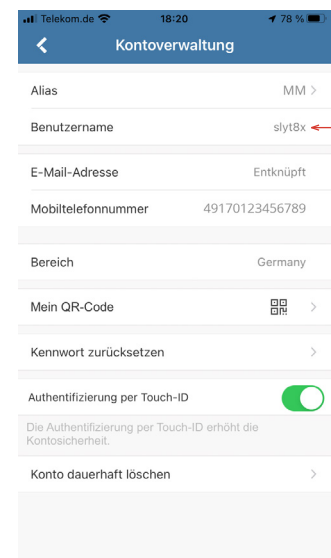 Telekom.de 18:20 78 %
Kontoverwaltung
Alias MM
Benutzername slyt8x
E-Mail-Adresse Entknüpft
Mobiltelefonnummer 49170123456789
Bereich Germany
Mein QR-Code
Kennwort zurücksetzen
Authentifizierung per Touch-ID
Die Authentifizierung per Touch-ID erhöht die
Kontosicherheit.
Konto dauerhaft löschen